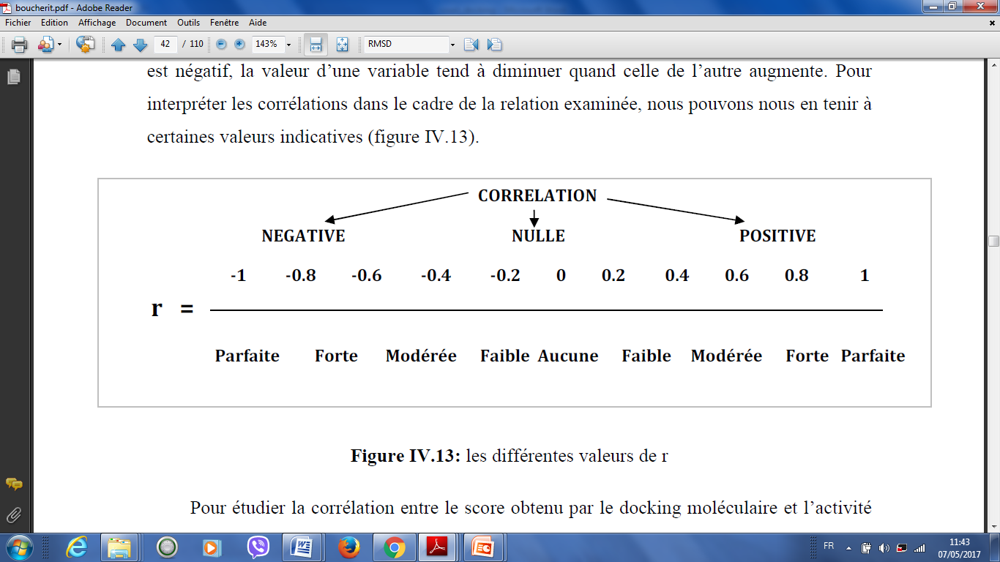 boucherit.pdf - Adobe Reader
Fichier Edition Affichage Document Outils Fenêtre Aide
42 / 110 143% RMSD
est négatif, la valeur d’une variable tend à diminuer quand celle de l’autre augmente. Pour
interpréter les corrélations dans le cadre de la relation examinée, nous pouvons nous en tenir à
certaines valeurs indicatives (figure IV.13).
CORRELATION
NEGATIVE NULLE POSITIVE
-1 -0.8 -0.6 -0.4 -0.2 0 0.2 0.4 0.6 0.8 1
r =
Parfaite Forte Modérée Faible Aucune Faible Modérée Forte Parfaite
Figure IV.13: les différentes valeurs de r
Pour étudier la corrélation entre le score obtenu par le docking moléculaire et l’activité
FR 11:43
07/05/2017